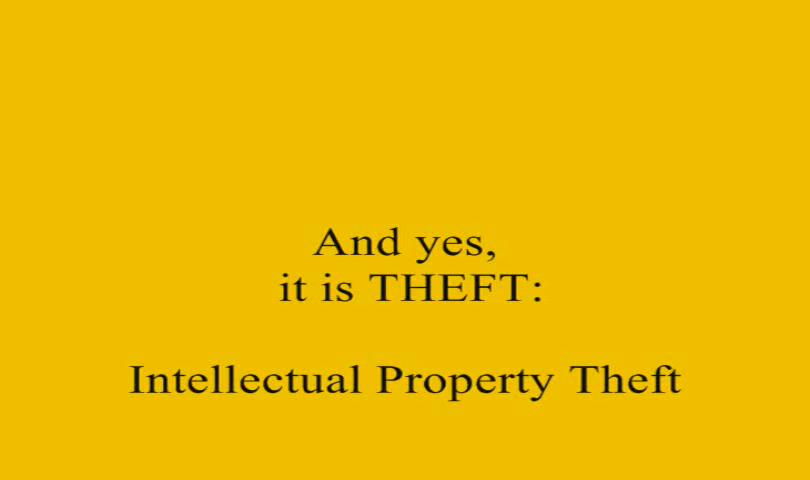 And yes,
it is THEFT:
Intellectual Property Theft